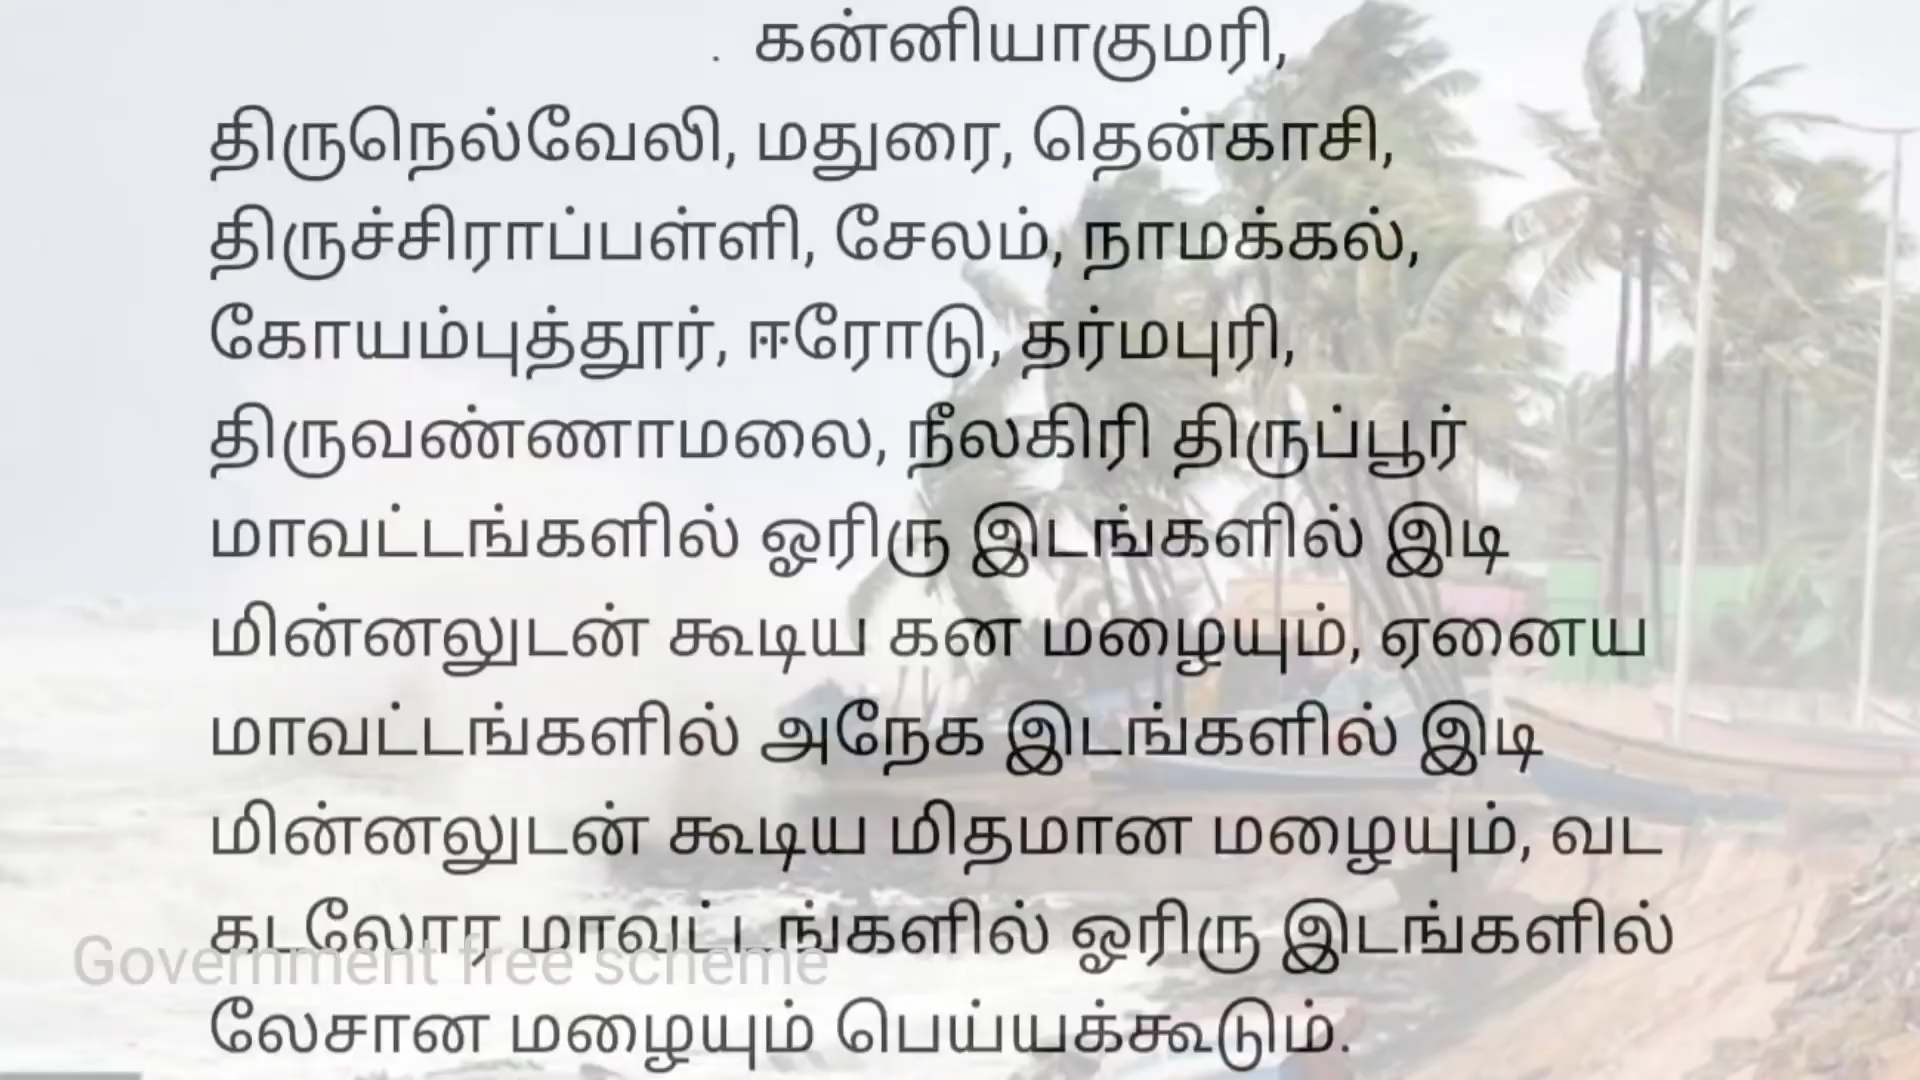 . கன்னியாகுமரி,
திருநெல்வேலி, மதுரை, தென்காசி,
திருச்சிராப்பள்ளி, சேலம், நாமக்கல்,
கோயம்புத்தூர், ஈரோடு, தர்மபுரி,
திருவண்ணாமலை, நீலகிரி திருப்பூர்
மாவட்டங்களில் ஓரிரு இடங்களில் இடி
மின்னலுடன் கூடிய கன மழையும், ஏனைய
மாவட்டங்களில் அநேக இடங்களில் இடி
மின்னலுடன் கூடிய மிதமான மழையும், வட
கடலோர மாவட்டங்களில் ஓரிரு இடங்களில்
Government free scheme
லேசான மழையும் பெய்யக்கூடும்.